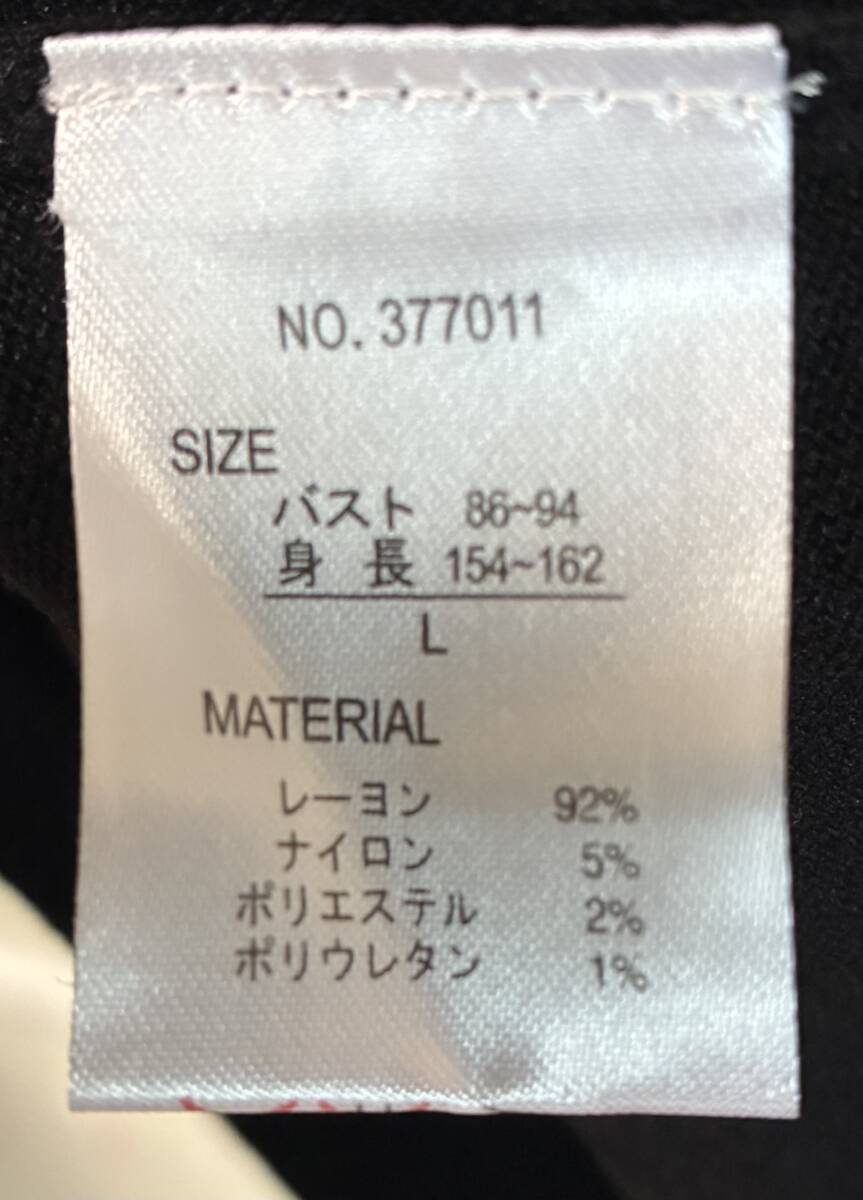 NO. 377011
SIZE
バスト 86~94
身 長 154~162
L
MATERIAL
レーヨン 92%
ナイロン 5%
ポリエステル 2%
ポリウレタン 1%